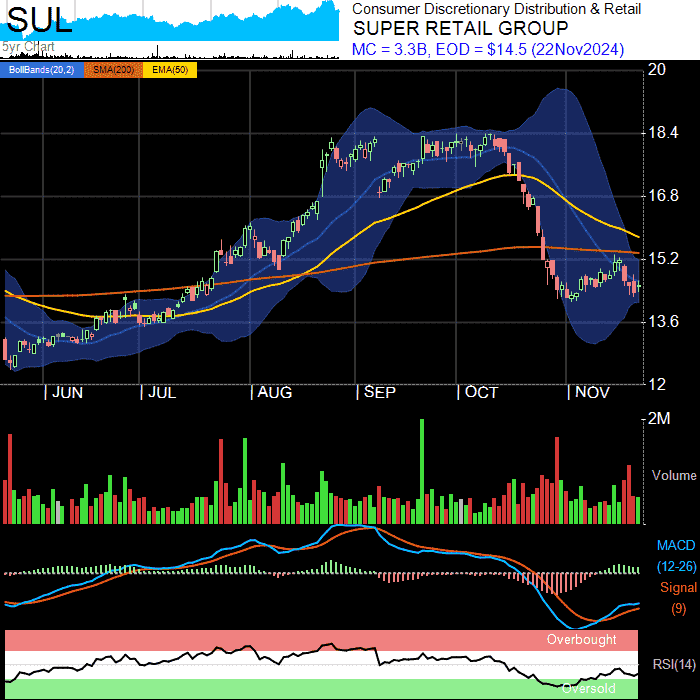 SUL
5yr Chart
Consumer Discretionary Distribution & Retail
SUPER RETAIL GROUP
MC = 3.3B, EOD = $14.5 (22Nov2024)
BollBands(20,2) SMA(200) EMA(50)
20
18.4
16.8
15.2
13.6
12
JUN JUL AUG SEP OCT NOV
2M
Volume
MACD
(12-26)
Signal
(9)
Overbought
RSI(14)
Oversold